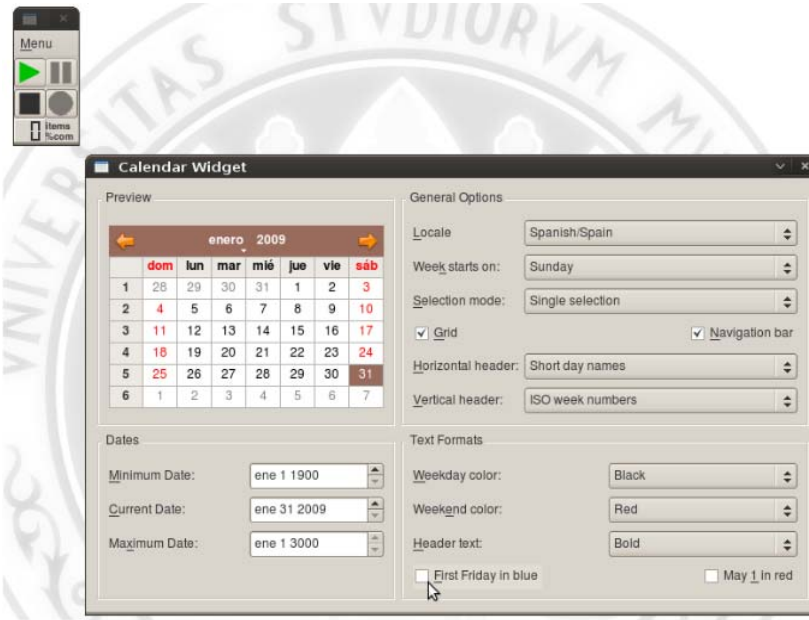 STVDIORVM
VNIVERSITAS
Menu
0 items
%com
Calendar Widget
Preview
enero 2009
dom lun mar mié jue vie sáb
1 28 29 30 31 1 2 3
2 4 5 6 7 8 9 10
3 11 12 13 14 15 16 17
4 18 19 20 21 22 23 24
5 25 26 27 28 29 30 31
6 1 2 3 4 5 6 7
General Options
Locale Spanish/Spain
Week starts on: Sunday
Selection mode: Single selection
Grid Navigation bar
Horizontal header: Short day names
Vertical header: ISO week numbers
Dates
Minimum Date: ene 1 1900
Current Date: ene 31 2009
Maximum Date: ene 1 3000
Text Formats
Weekday color: Black
Weekend color: Red
Header text: Bold
First Friday in blue May 1 in red